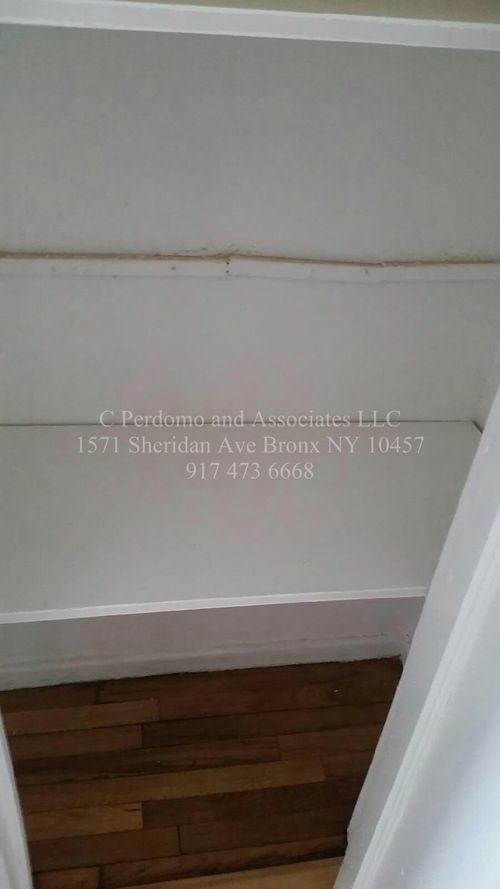 C Perdomo and Associates LLC
1571 Sheridan Ave Bronx NY 10457
917 473 6668